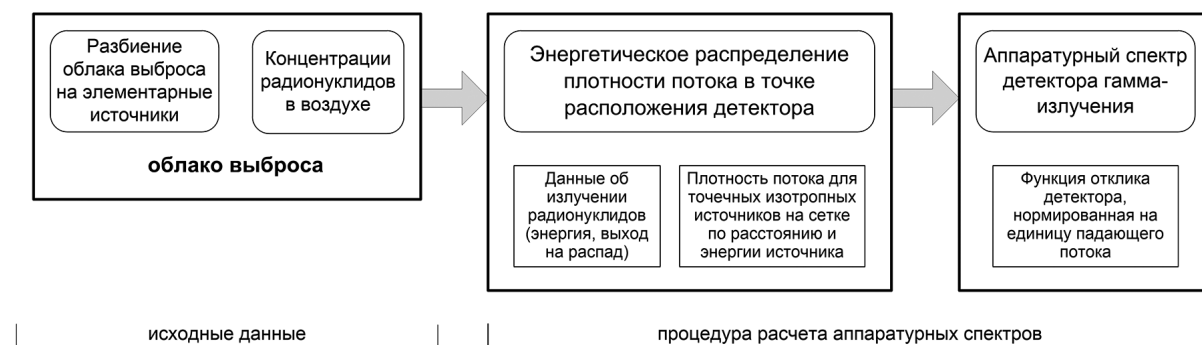 Разбиение
облака выброса
на элементарные
источники
Концентрации
радионуклидов
в воздухе
облако выброса
Энергетическое распределение
плотности потока в точке
расположения детектора
Данные об
излучении
радионуклидов
(энергия, выход
на распад)
Плотность потока для
точечных изотропных
источников на сетке
по расстоянию и
энергии источника
Аппаратурный спектр
детектора гамма-
излучения
Функция отклика
детектора,
нормированная на
единицу падающего
потока
исходные данные
процедура расчета аппаратурных спектров